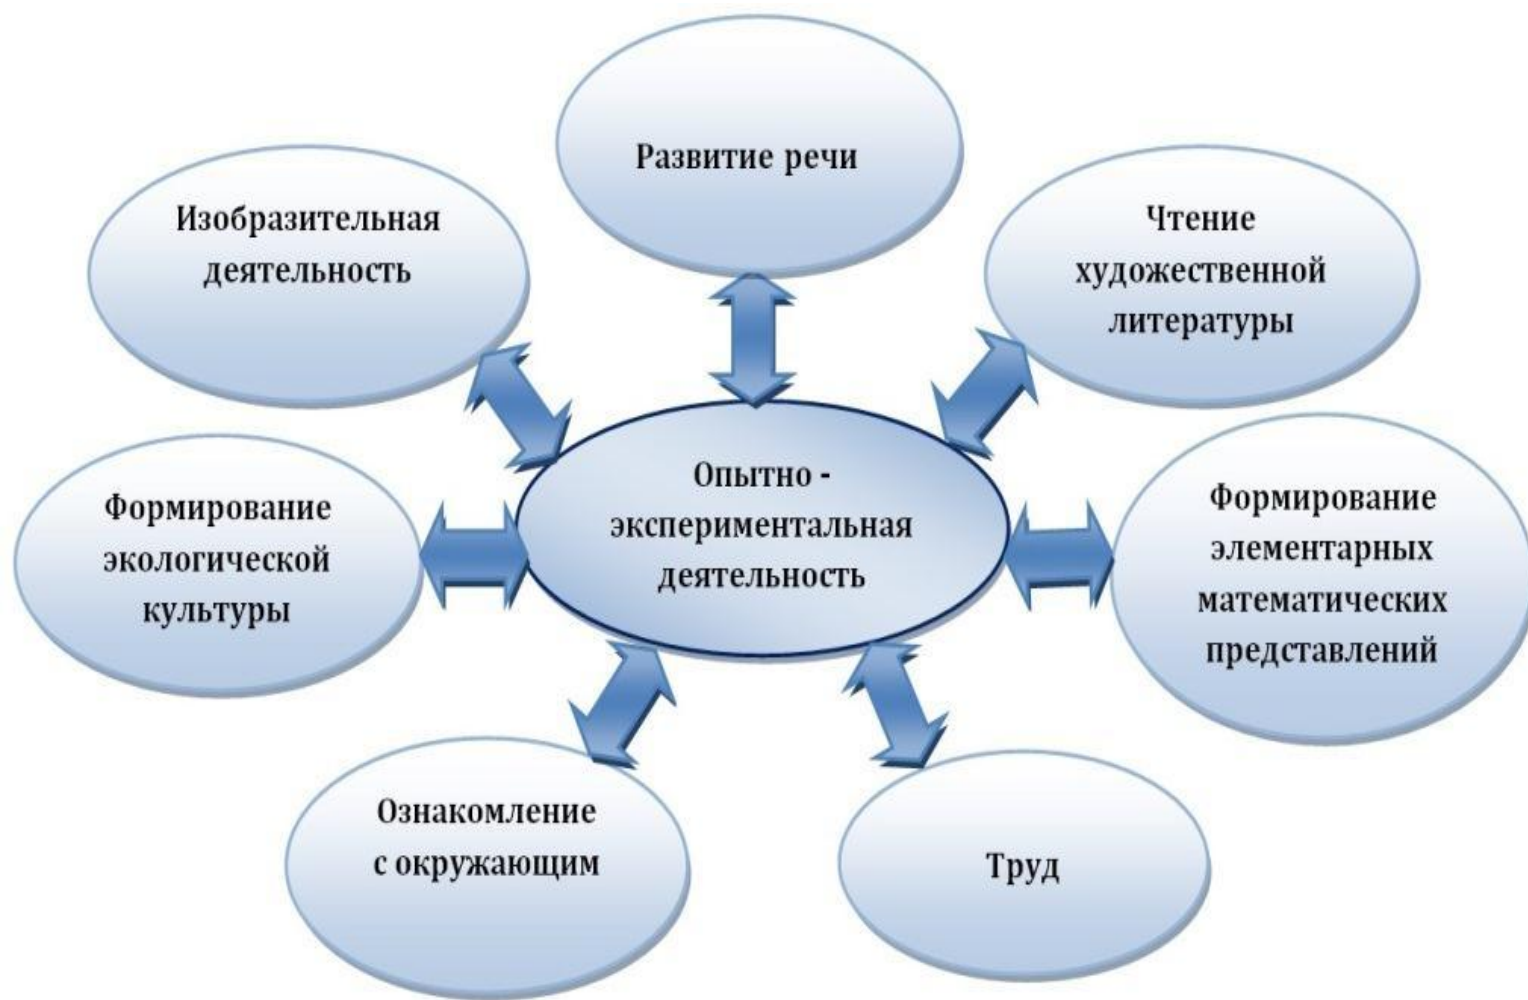 Развитие речи
Изобразительная
деятельность
Чтение
художественной
литературы
Опытно -
экспериментальная
деятельность
Формирование
экологической
культуры
Формирование
элементарных
математических
представлений
Ознакомление
с окружающим
Труд